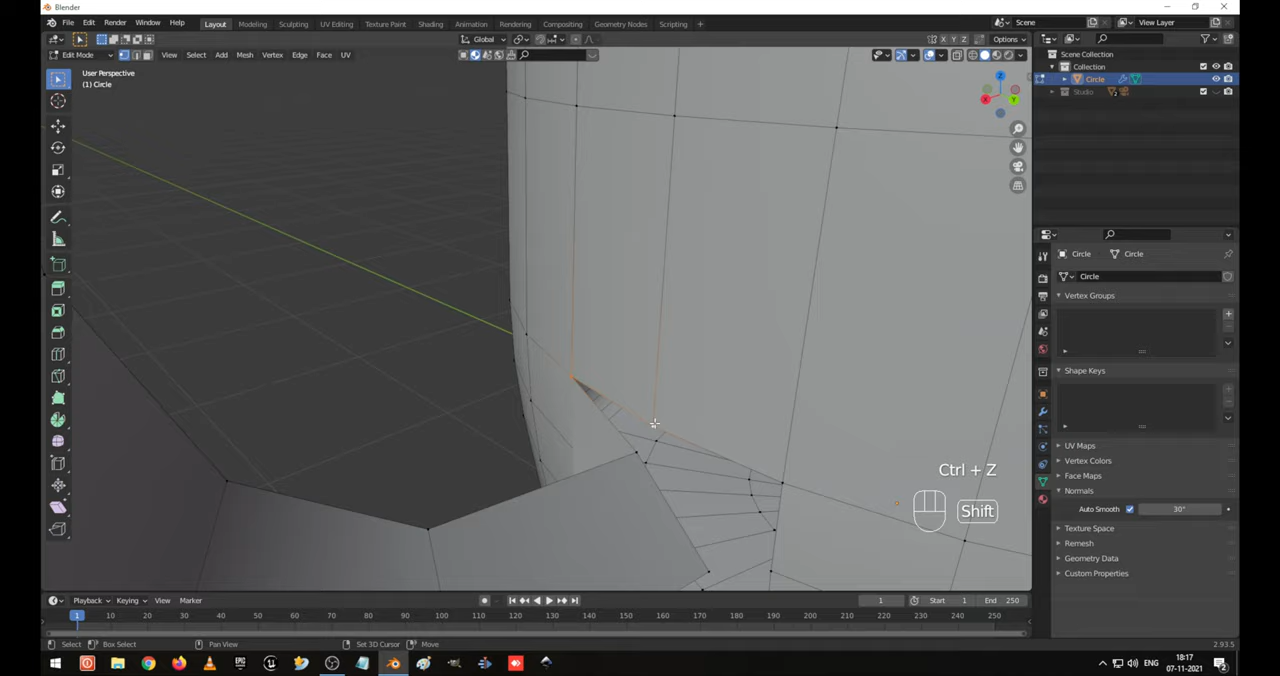 Blender
File Edit Render Window Help Layout Modeling Sculpting UV Editing Texture Paint Shading Animation Rendering Compositing Geometry Nodes Scripting + Scene View Layer
Global Options
Edit Mode View Select Add Mesh Vertex Edge Face UV X Y Z
User Perspective
(1) Circle
Z
X Y
Scene Collection
Collection
Circle
Studio
Circle Circle
Circle
Vertex Groups
Shape Keys
UV Maps
Vertex Colors
Face Maps
Normals
Auto Smooth 30°
Texture Space
Remesh
Geometry Data
Custom Properties
Ctrl + Z
Shift
Playback Keying View Marker 1 Start 1 End 250
1 10 20 30 40 50 60 70 80 90 100 110 120 130 140 150 160 170 180 190 200 210 220 230 240 250
Select Box Select Pan View Set 3D Cursor Move 2.93.5
ENG 18:17
07-11-2021 2